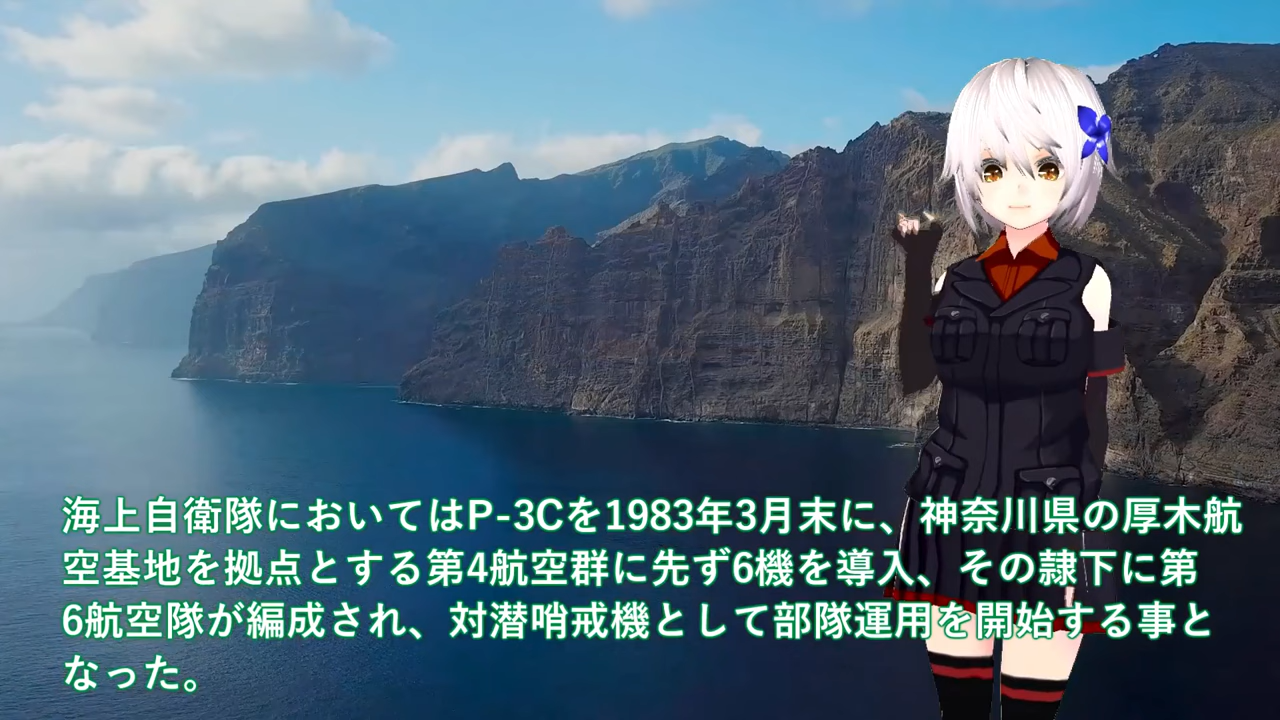 海上自衛隊においてはP-3Cを1983年3月末に、神奈川県の厚木航
空基地を拠点とする第4航空群に先ず6機を導入、その隷下に第
6航空隊が編成され、対潜哨戒機として部隊運用を開始する事と
なった。